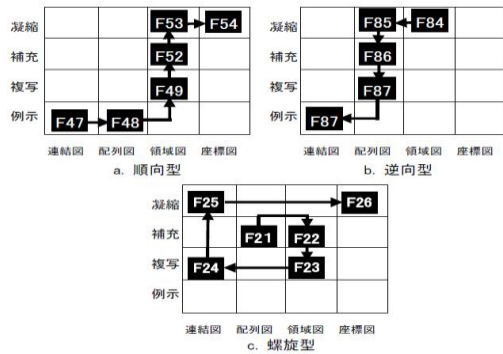 凝縮 F53 F54
補充 F52
複写 F49
例示 F47 F48
連結図 配列図 領域図 座標図
a. 順向型
凝縮 F85 F84
補充 F86
複写 F87
例示 F87
連結図 配列図 領域図 座標図
b. 逆向型
凝縮 F25 F26
補充 F21 F22
複写 F24 F23
例示
連結図 配列図 領域図 座標図
c. 螺旋型